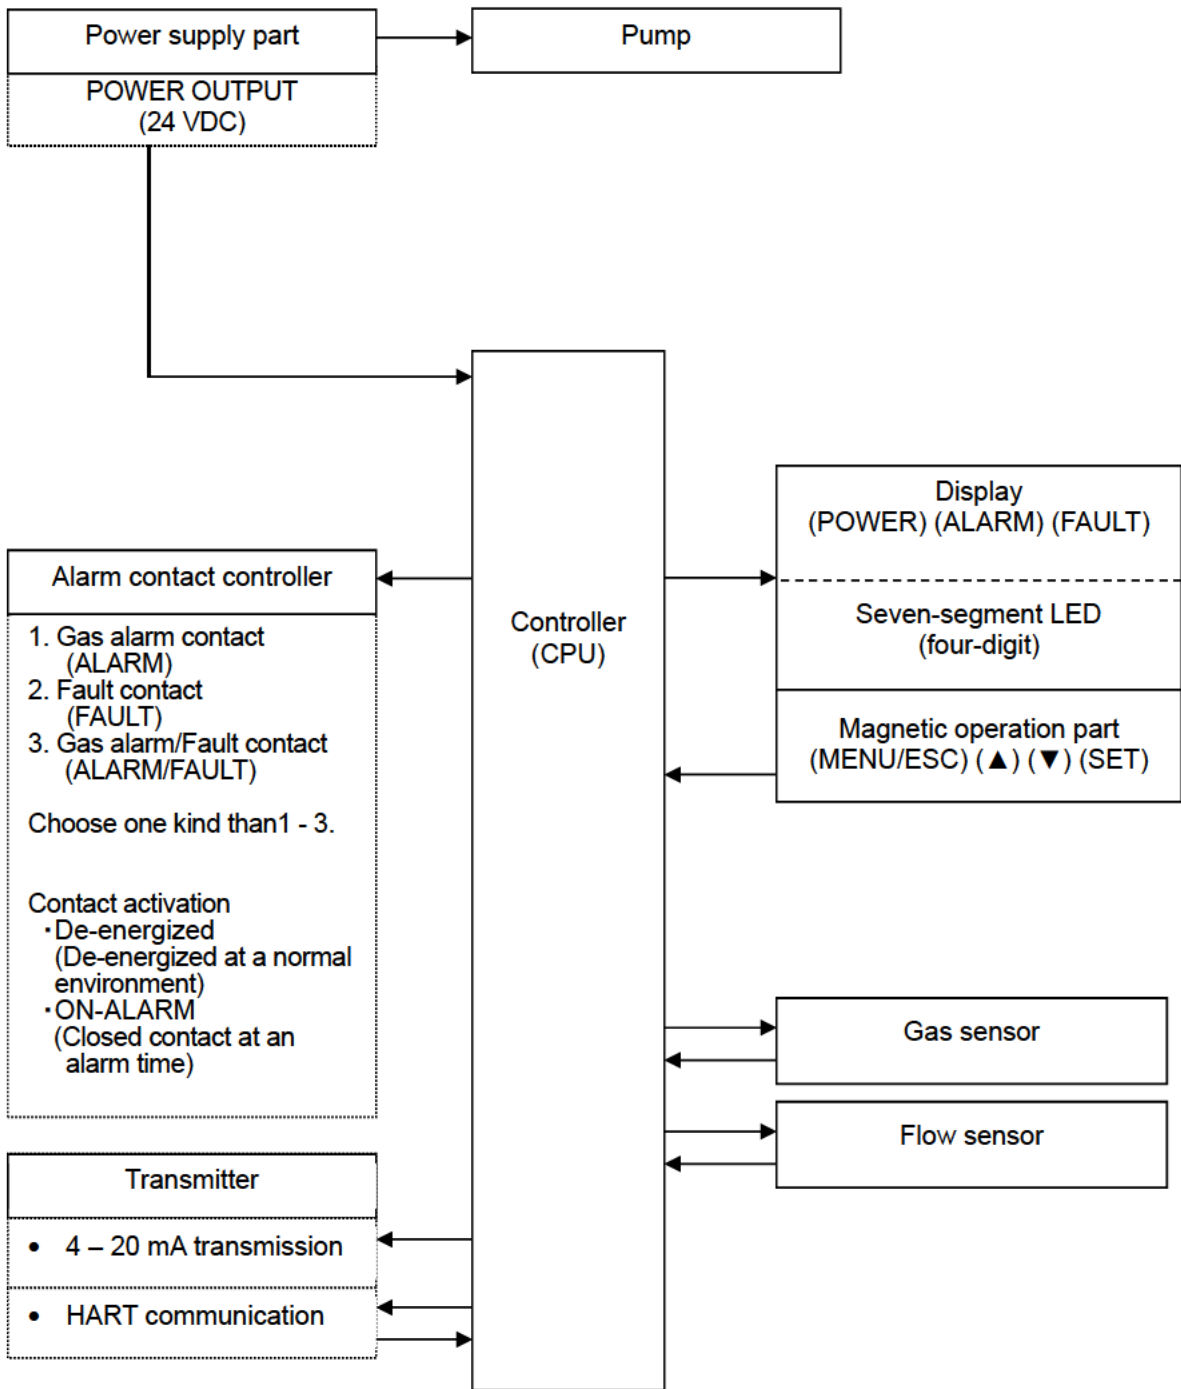 Power supply part
Pump
POWER OUTPUT
(24 VDC)
Controller
(CPU)
Display
(POWER) (ALARM) (FAULT)
Seven-segment LED
(four-digit)
Magnetic operation part
(MENU/ESC) (▲) (▼) (SET)
Alarm contact controller
1. Gas alarm contact
(ALARM)
2. Fault contact
(FAULT)
3. Gas alarm/Fault contact
(ALARM/FAULT)
Choose one kind than1 - 3.
Contact activation
・De-energized
(De-energized at a normal
environment)
・ON-ALARM
(Closed contact at an
alarm time)
Gas sensor
Flow sensor
Transmitter
• 4 – 20 mA transmission
• HART communication